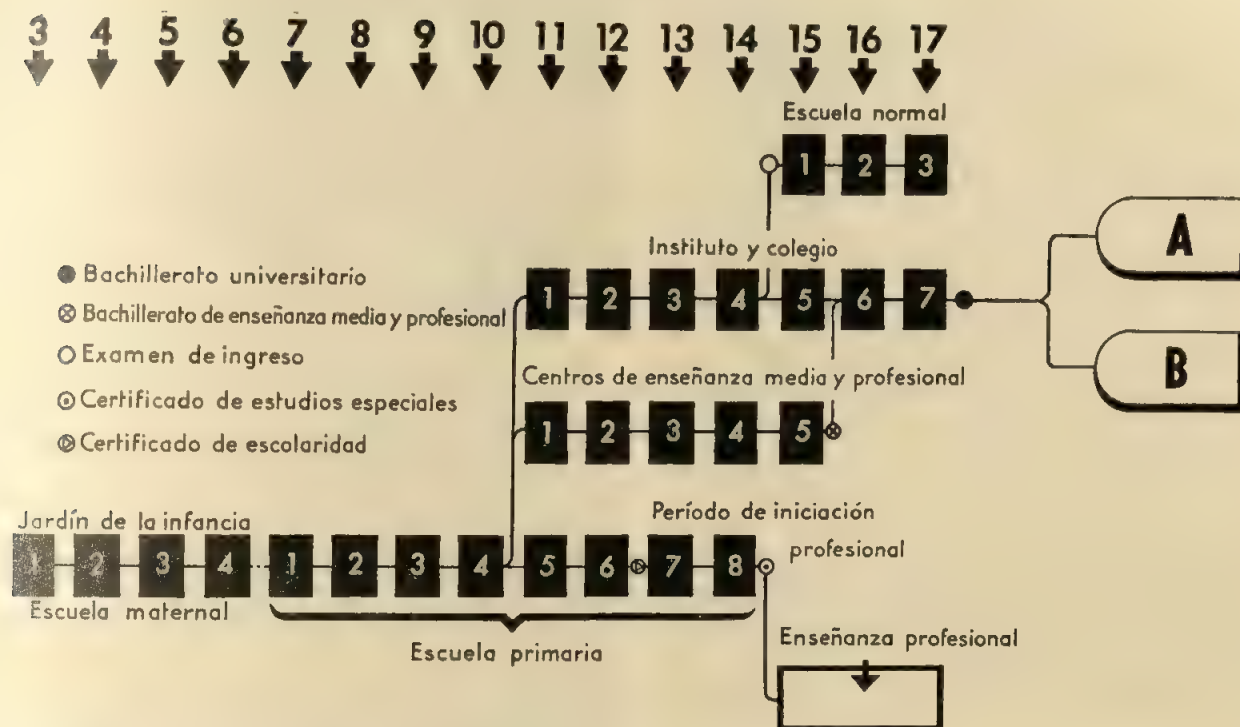 3 4 5 6 7 8 9 10 11 12 13 14 15 16 17
Escuela normal
1 2 3
A
Instituto y colegio
1 2 3 4 5 6 7
Bachillerato universitario
Bachillerato de enseñanza media y profesional
Examen de ingreso
Certificado de estudios especiales
Certificado de escolaridad
B
Centros de enseñanza media y profesional
1 2 3 4 5
Jardín de la infancia
Período de iniciación
profesional
1 2 3 4 1 2 3 4 5 6 7 8
Escuela maternal
Escuela primaria
Enseñanza profesional